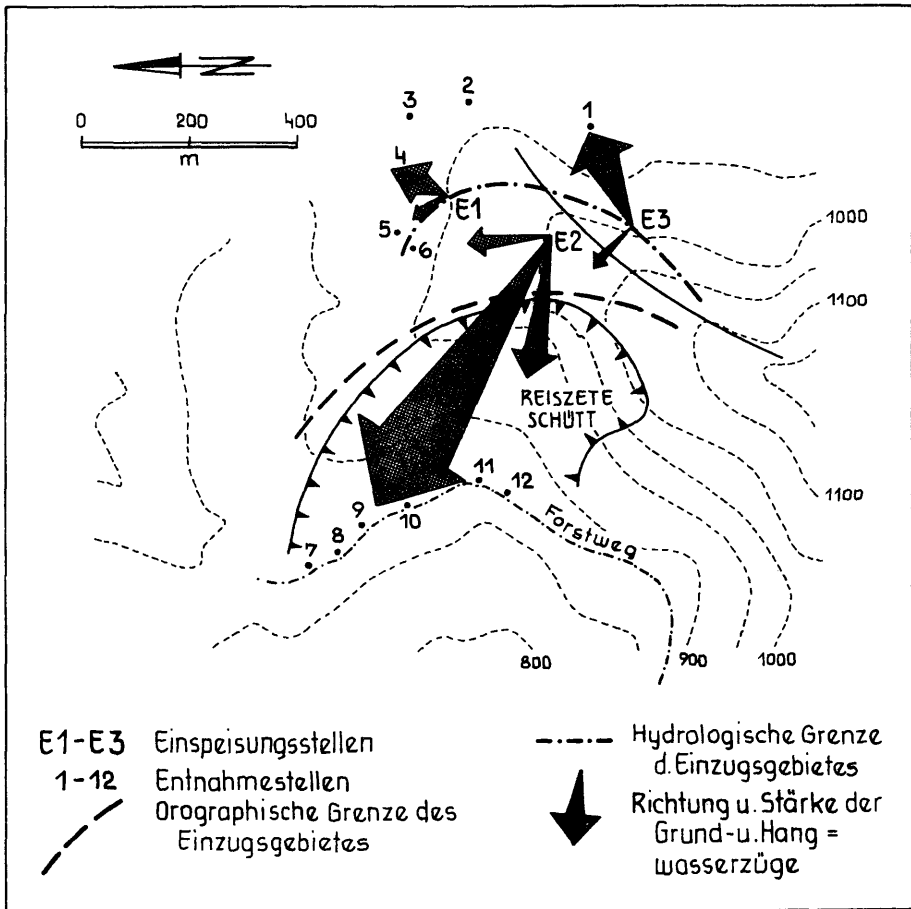 N
0 200 400
m
3
2
1
4
E1
5
6
E2
E3
1000
1100
REISZETE
SCHÜTT
11
12
9
10
8
7
Forstweg
1100
800
900
1000
E1-E3 Einspeisungsstellen
1-12 Entnahmestellen
Orographische Grenze des
Einzugsgebietes
Hydrologische Grenze
d. Einzugsgebietes
Richtung u. Stärke der
Grund-u. Hang =
wasserzüge